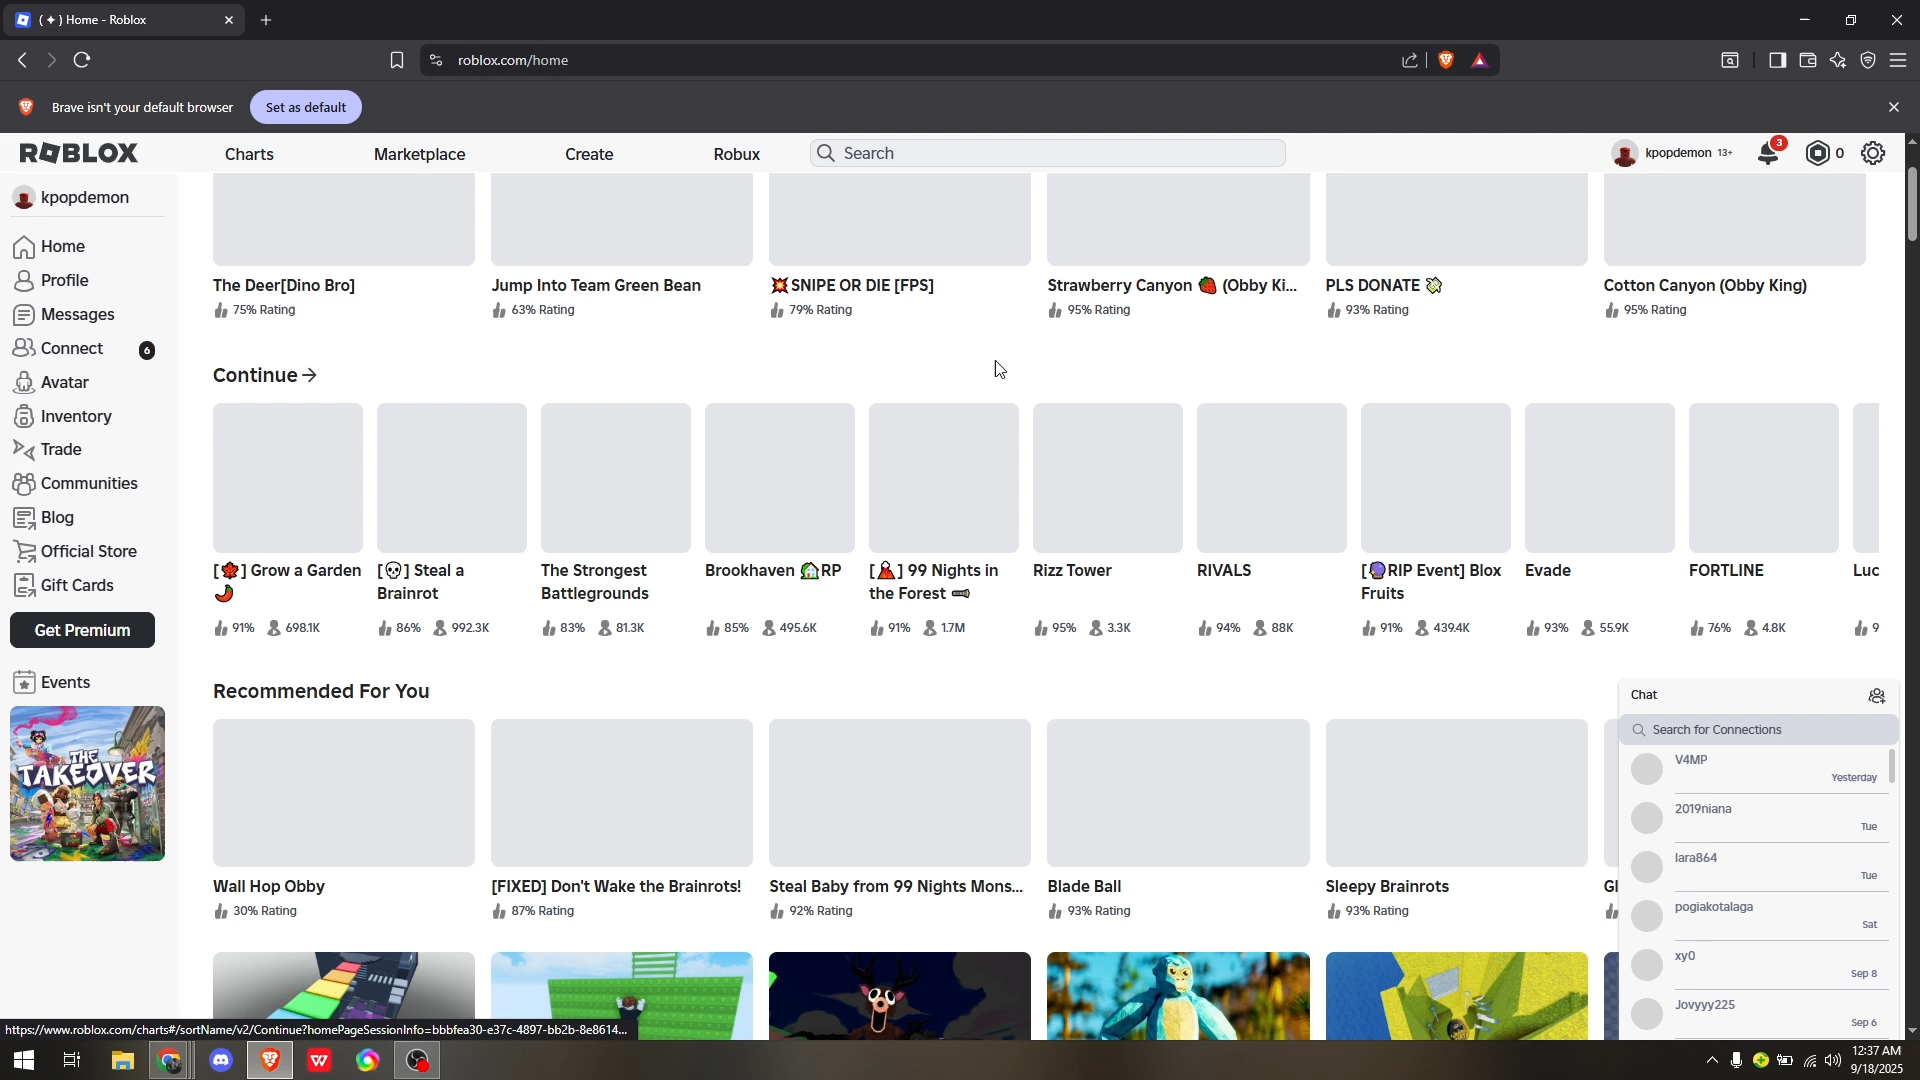 ( ✦ ) Home - Roblox
roblox.com/home
Brave isn't your default browser
Set as default
ROBLOX
Charts
Marketplace
Create
Robux
Search
kpopdemon 13+
3
0
kpopdemon
Home
Profile
Messages
Connect
6
Avatar
Inventory
Trade
Communities
Blog
Official Store
Gift Cards
Get Premium
Events
THE
TAKEOVER
The Deer[Dino Bro]
75% Rating
Jump Into Team Green Bean
63% Rating
💥 SNIPE OR DIE [FPS]
79% Rating
Strawberry Canyon 🍓 (Obby Ki...
95% Rating
PLS DONATE 💸
93% Rating
Cotton Canyon (Obby King)
95% Rating
Continue →
[🍁] Grow a Garden
🌶️
91% 698.1K
[💀] Steal a
Brainrot
86% 992.3K
The Strongest
Battlegrounds
83% 81.3K
Brookhaven 🏡RP
85% 495.6K
[🌋] 99 Nights in
the Forest 🔦
91% 1.7M
Rizz Tower
95% 3.3K
RIVALS
94% 88K
[🔮RIP Event] Blox
Fruits
91% 439.4K
Evade
93% 55.9K
FORTLINE
76% 4.8K
Luc
9
Recommended For You
Wall Hop Obby
30% Rating
[FIXED] Don't Wake the Brainrots!
87% Rating
Steal Baby from 99 Nights Mons...
92% Rating
Blade Ball
93% Rating
Sleepy Brainrots
93% Rating
Gl
Chat
Search for Connections
V4MP
Yesterday
2019niana
Tue
lara864
Tue
pogiakotalaga
Sat
xy0
Sep 8
Jovyyy225
Sep 6
https://www.roblox.com/charts#/sortName/v2/Continue?homePageSessionInfo=bbbfea30-e37c-4897-bb2b-8e8614...
12:37 AM
9/18/2025